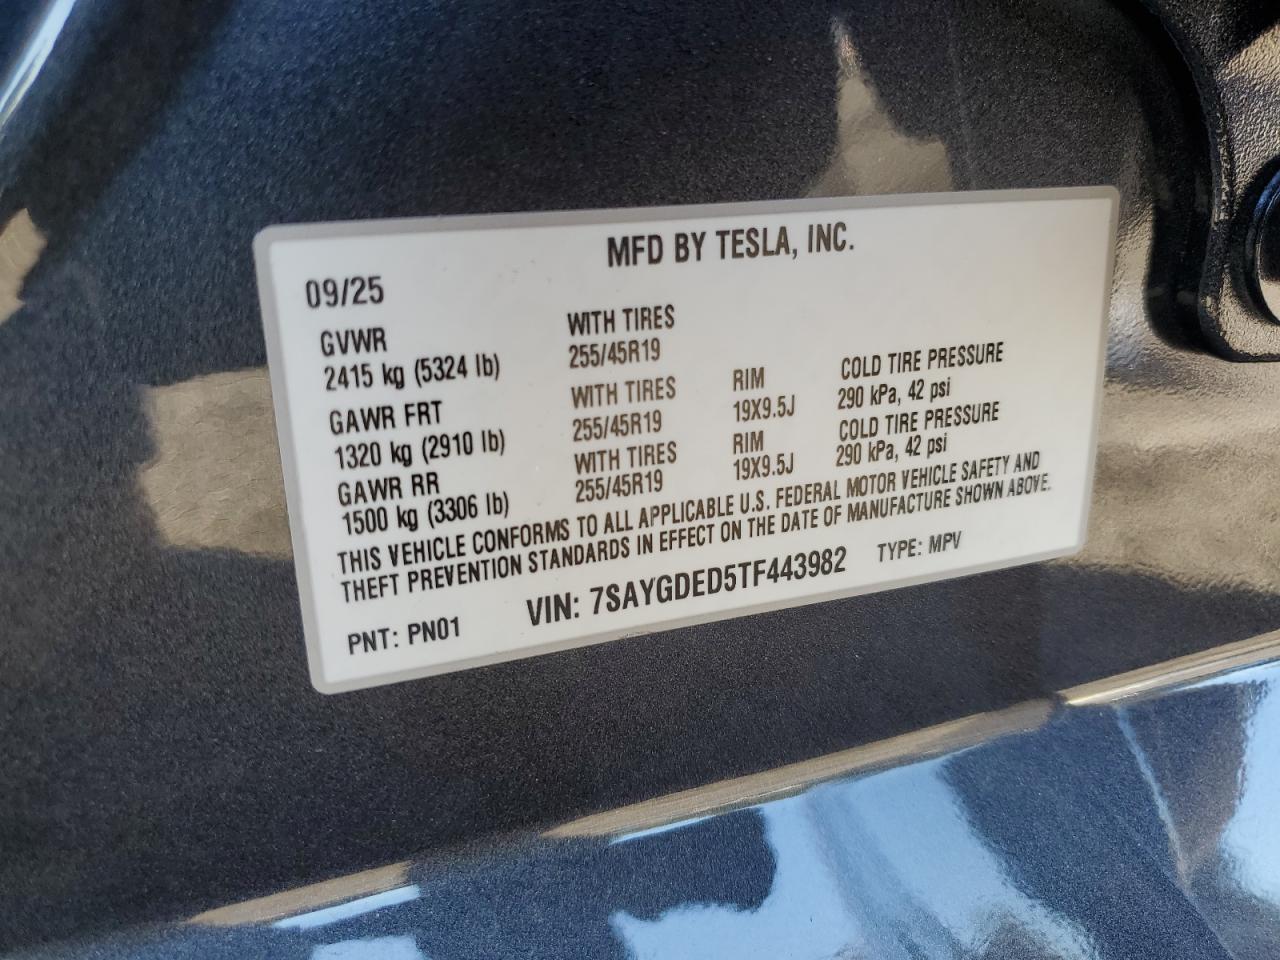 MFD BY TESLA, INC.
09/25
GVWR WITH TIRES
2415 kg (5324 lb) 255/45R19
GAWR FRT WITH TIRES RIM COLD TIRE PRESSURE
1320 kg (2910 lb) 255/45R19 19X9.5J 290 kPa, 42 psi
GAWR RR WITH TIRES RIM COLD TIRE PRESSURE
1500 kg (3306 lb) 255/45R19 19X9.5J 290 kPa, 42 psi
THIS VEHICLE CONFORMS TO ALL APPLICABLE U.S. FEDERAL MOTOR VEHICLE SAFETY AND
THEFT PREVENTION STANDARDS IN EFFECT ON THE DATE OF MANUFACTURE SHOWN ABOVE.
PNT: PN01 VIN: 7SAYGDED5TF443982 TYPE: MPV